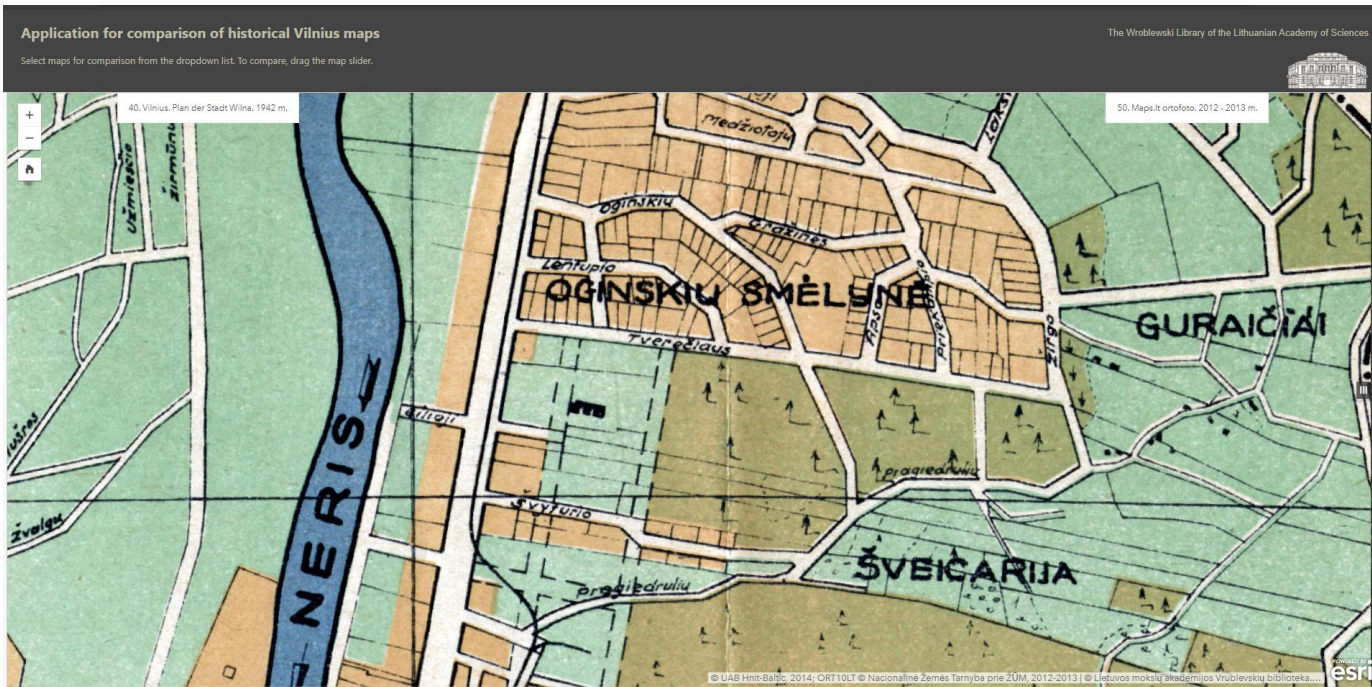 Application for comparison of historical Vilnius maps
The Wroblewski Library of the Lithuanian Academy of Sciences
Select maps for comparison from the dropdown list. To compare, drag the map slider.
+
−
40. Vilnius. Plan der Stadt Wilna. 1942 m.
50. Maps.lt ortofoto. 2012 - 2013 m.
Medžiotojų
Užmiesčio
Žirmūnų
Oginskių
Gražinės
Lentupio
OGINSKIŲ SMĖLYNĖ
Žirgo
GURAIČIAI
Tverečiaus
NERIS
E
Pragiedrulių
Švyturio
Žvalgų
ŠVEICARIJA
Pragiedrulių
POWERED BY
esri
© UAB Hnit-Baltic, 2014; ORT10LT © Nacionalinė Žemės Tarnyba prie ŽŪM, 2012-2013 | © Lietuvos mokslų akademijos Vrublevskių biblioteka....